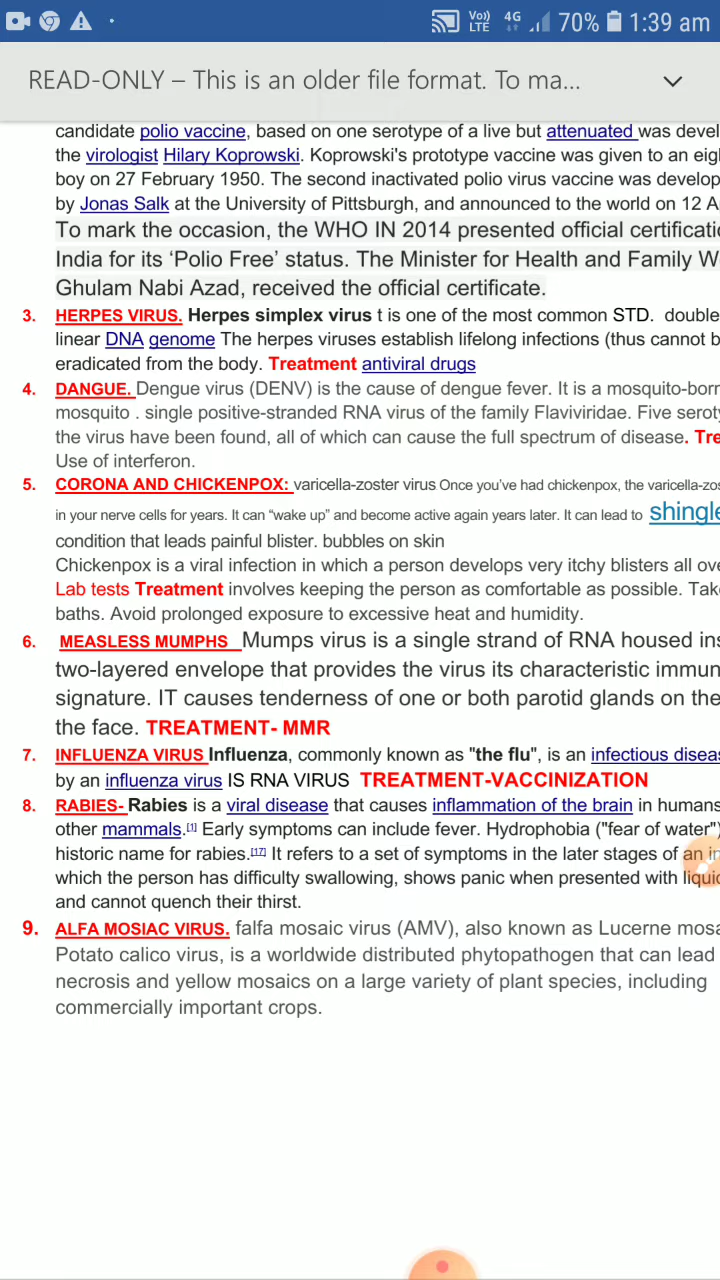 Vo)) LTE 4G 70% 1:39 am
READ-ONLY – This is an older file format. To ma...
candidate polio vaccine, based on one serotype of a live but attenuated was devel
the virologist Hilary Koprowski. Koprowski's prototype vaccine was given to an eig
boy on 27 February 1950. The second inactivated polio virus vaccine was develop
by Jonas Salk at the University of Pittsburgh, and announced to the world on 12 A
To mark the occasion, the WHO IN 2014 presented official certificati
India for its ‘Polio Free’ status. The Minister for Health and Family W
Ghulam Nabi Azad, received the official certificate.
3. HERPES VIRUS. Herpes simplex virus t is one of the most common STD. double
linear DNA genome The herpes viruses establish lifelong infections (thus cannot b
eradicated from the body. Treatment antiviral drugs
4. DANGUE. Dengue virus (DENV) is the cause of dengue fever. It is a mosquito-borr
mosquito . single positive-stranded RNA virus of the family Flaviviridae. Five seroty
the virus have been found, all of which can cause the full spectrum of disease. Tre
Use of interferon.
5. CORONA AND CHICKENPOX: varicella-zoster virus Once you’ve had chickenpox, the varicella-zos
in your nerve cells for years. It can “wake up” and become active again years later. It can lead to shingle
condition that leads painful blister. bubbles on skin
Chickenpox is a viral infection in which a person develops very itchy blisters all ove
Lab tests Treatment involves keeping the person as comfortable as possible. Take
baths. Avoid prolonged exposure to excessive heat and humidity.
6. MEASLESS MUMPHS Mumps virus is a single strand of RNA housed ins
two-layered envelope that provides the virus its characteristic immun
signature. IT causes tenderness of one or both parotid glands on the
the face. TREATMENT- MMR
7. INFLUENZA VIRUS Influenza, commonly known as "the flu", is an infectious diseas
by an influenza virus IS RNA VIRUS TREATMENT-VACCINIZATION
8. RABIES- Rabies is a viral disease that causes inflammation of the brain in humans
other mammals.[1] Early symptoms can include fever. Hydrophobia ("fear of water")
historic name for rabies.[17] It refers to a set of symptoms in the later stages of an in
which the person has difficulty swallowing, shows panic when presented with liquid
and cannot quench their thirst.
9. ALFA MOSIAC VIRUS. falfa mosaic virus (AMV), also known as Lucerne mosa
Potato calico virus, is a worldwide distributed phytopathogen that can lead
necrosis and yellow mosaics on a large variety of plant species, including
commercially important crops.